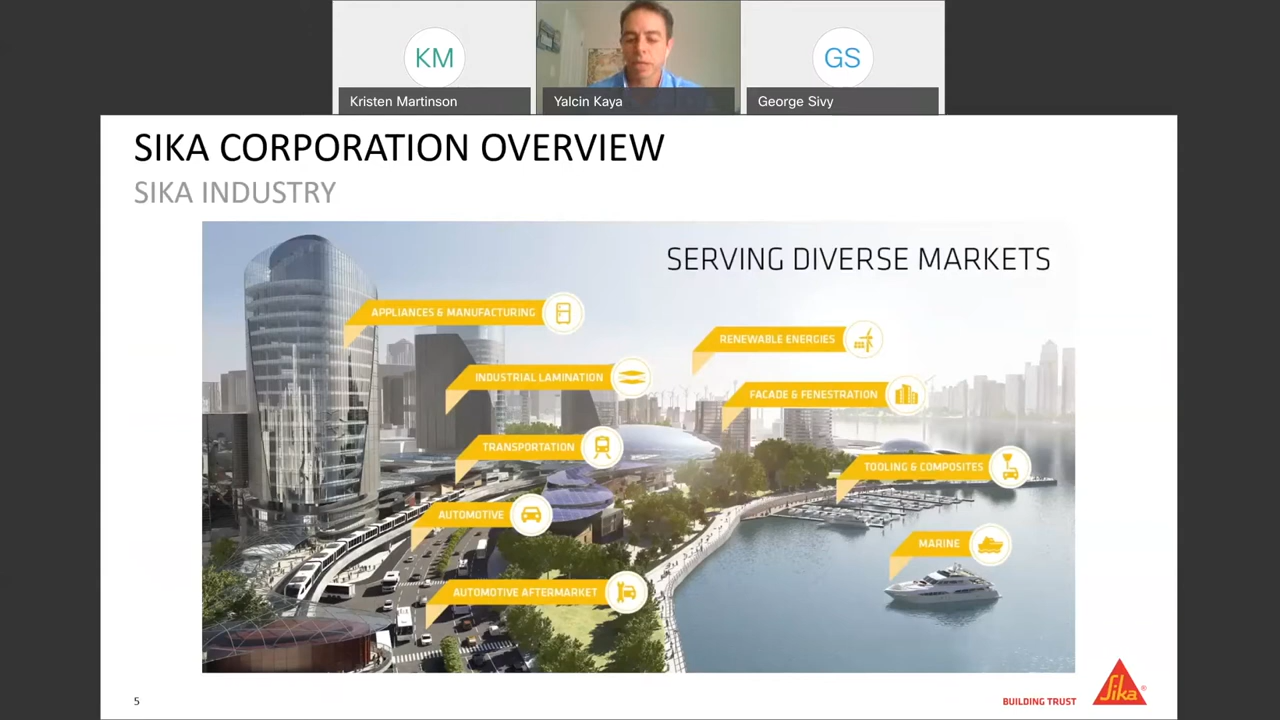 KM
GS
Kristen Martinson
Yalcin Kaya
George Sivy
SIKA CORPORATION OVERVIEW
SIKA INDUSTRY
SERVING DIVERSE MARKETS
APPLIANCES & MANUFACTURING
RENEWABLE ENERGIES
INDUSTRIAL LAMINATION
FACADE & FENESTRATION
TRANSPORTATION
TOOLING & COMPOSITES
AUTOMOTIVE
MARINE
AUTOMOTIVE AFTERMARKET
5
BUILDING TRUST
Sika®